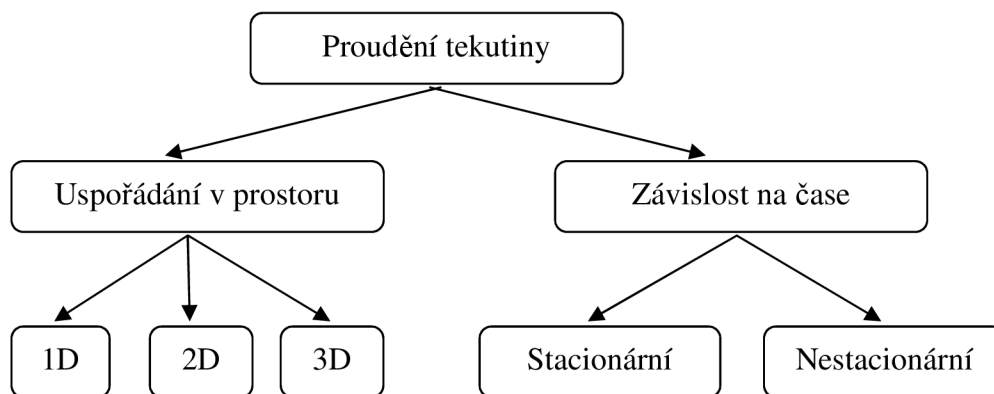 Proudění tekutiny
Uspořádání v prostoru
Závislost na čase
1D
2D
3D
Stacionární
Nestacionární